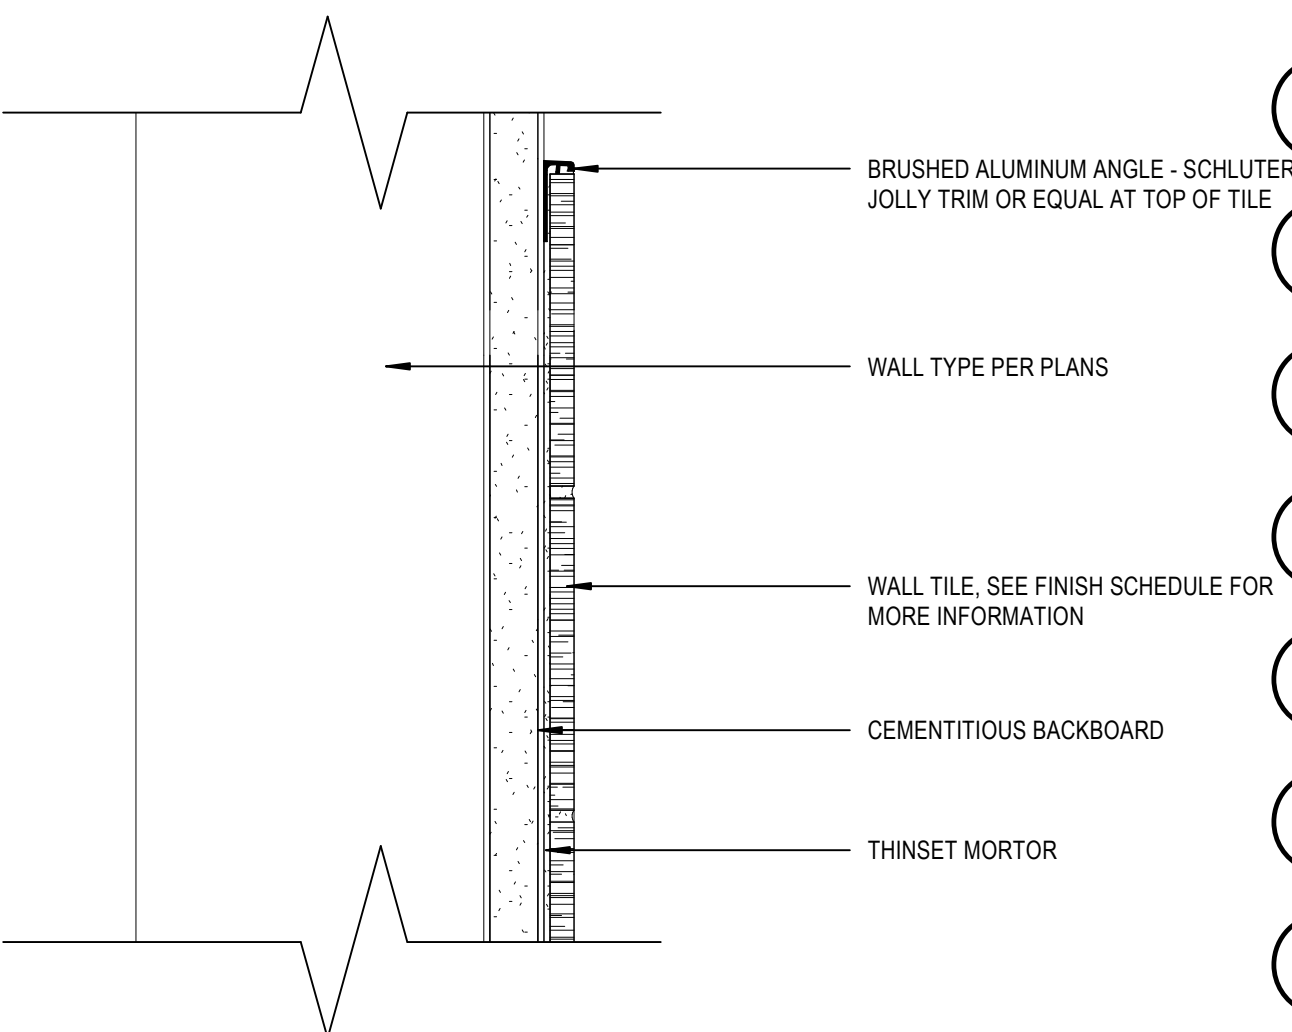 BRUSHED ALUMINUM ANGLE - SCHLUTER
JOLLY TRIM OR EQUAL AT TOP OF TILE
WALL TYPE PER PLANS
WALL TILE, SEE FINISH SCHEDULE FOR
MORE INFORMATION
CEMENTITIOUS BACKBOARD
THINSET MORTOR